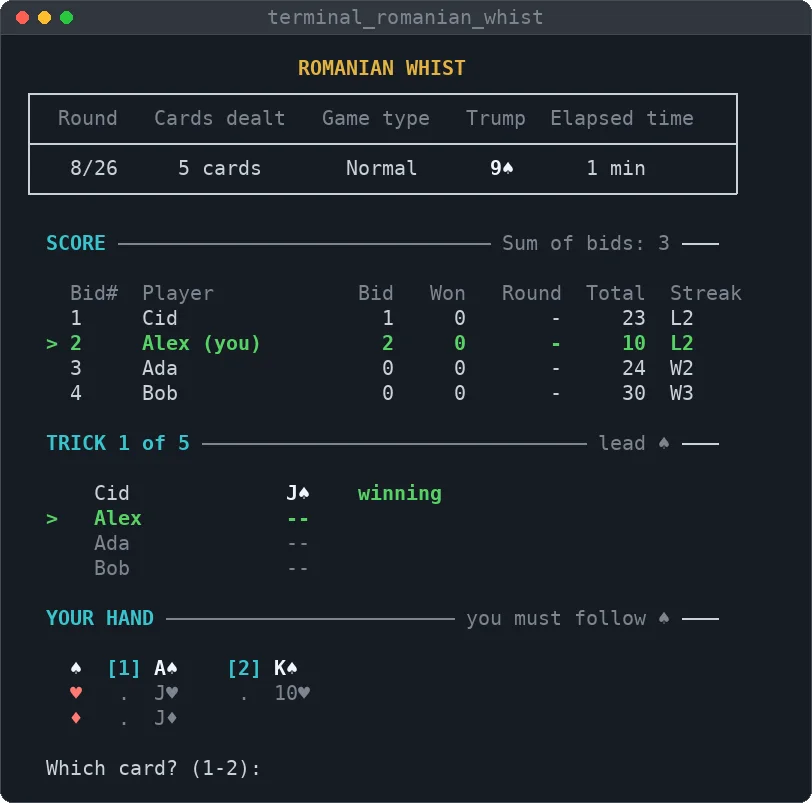 terminal_romanian_whist
ROMANIAN WHIST
Round Cards dealt Game type Trump Elapsed time
8/26 5 cards Normal 9♠ 1 min
SCORE Sum of bids: 3
Bid# Player Bid Won Round Total Streak
1 Cid 1 0 - 23 L2
> 2 Alex (you) 2 0 - 10 L2
3 Ada 0 0 - 24 W2
4 Bob 0 0 - 30 W3
TRICK 1 of 5 lead ♠
Cid J♠ winning
> Alex --
Ada --
Bob --
YOUR HAND you must follow ♠
♠ [1] A♠ [2] K♠
♥ . J♥ . 10♥
♦ . J♦
Which card? (1-2):